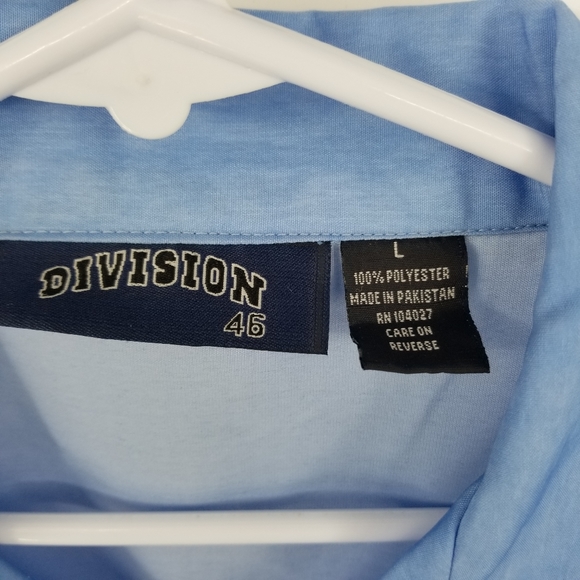 DIVISION
46
L
100% POLYESTER
MADE IN PAKISTAN
RN 104027
CARE ON
REVERSE